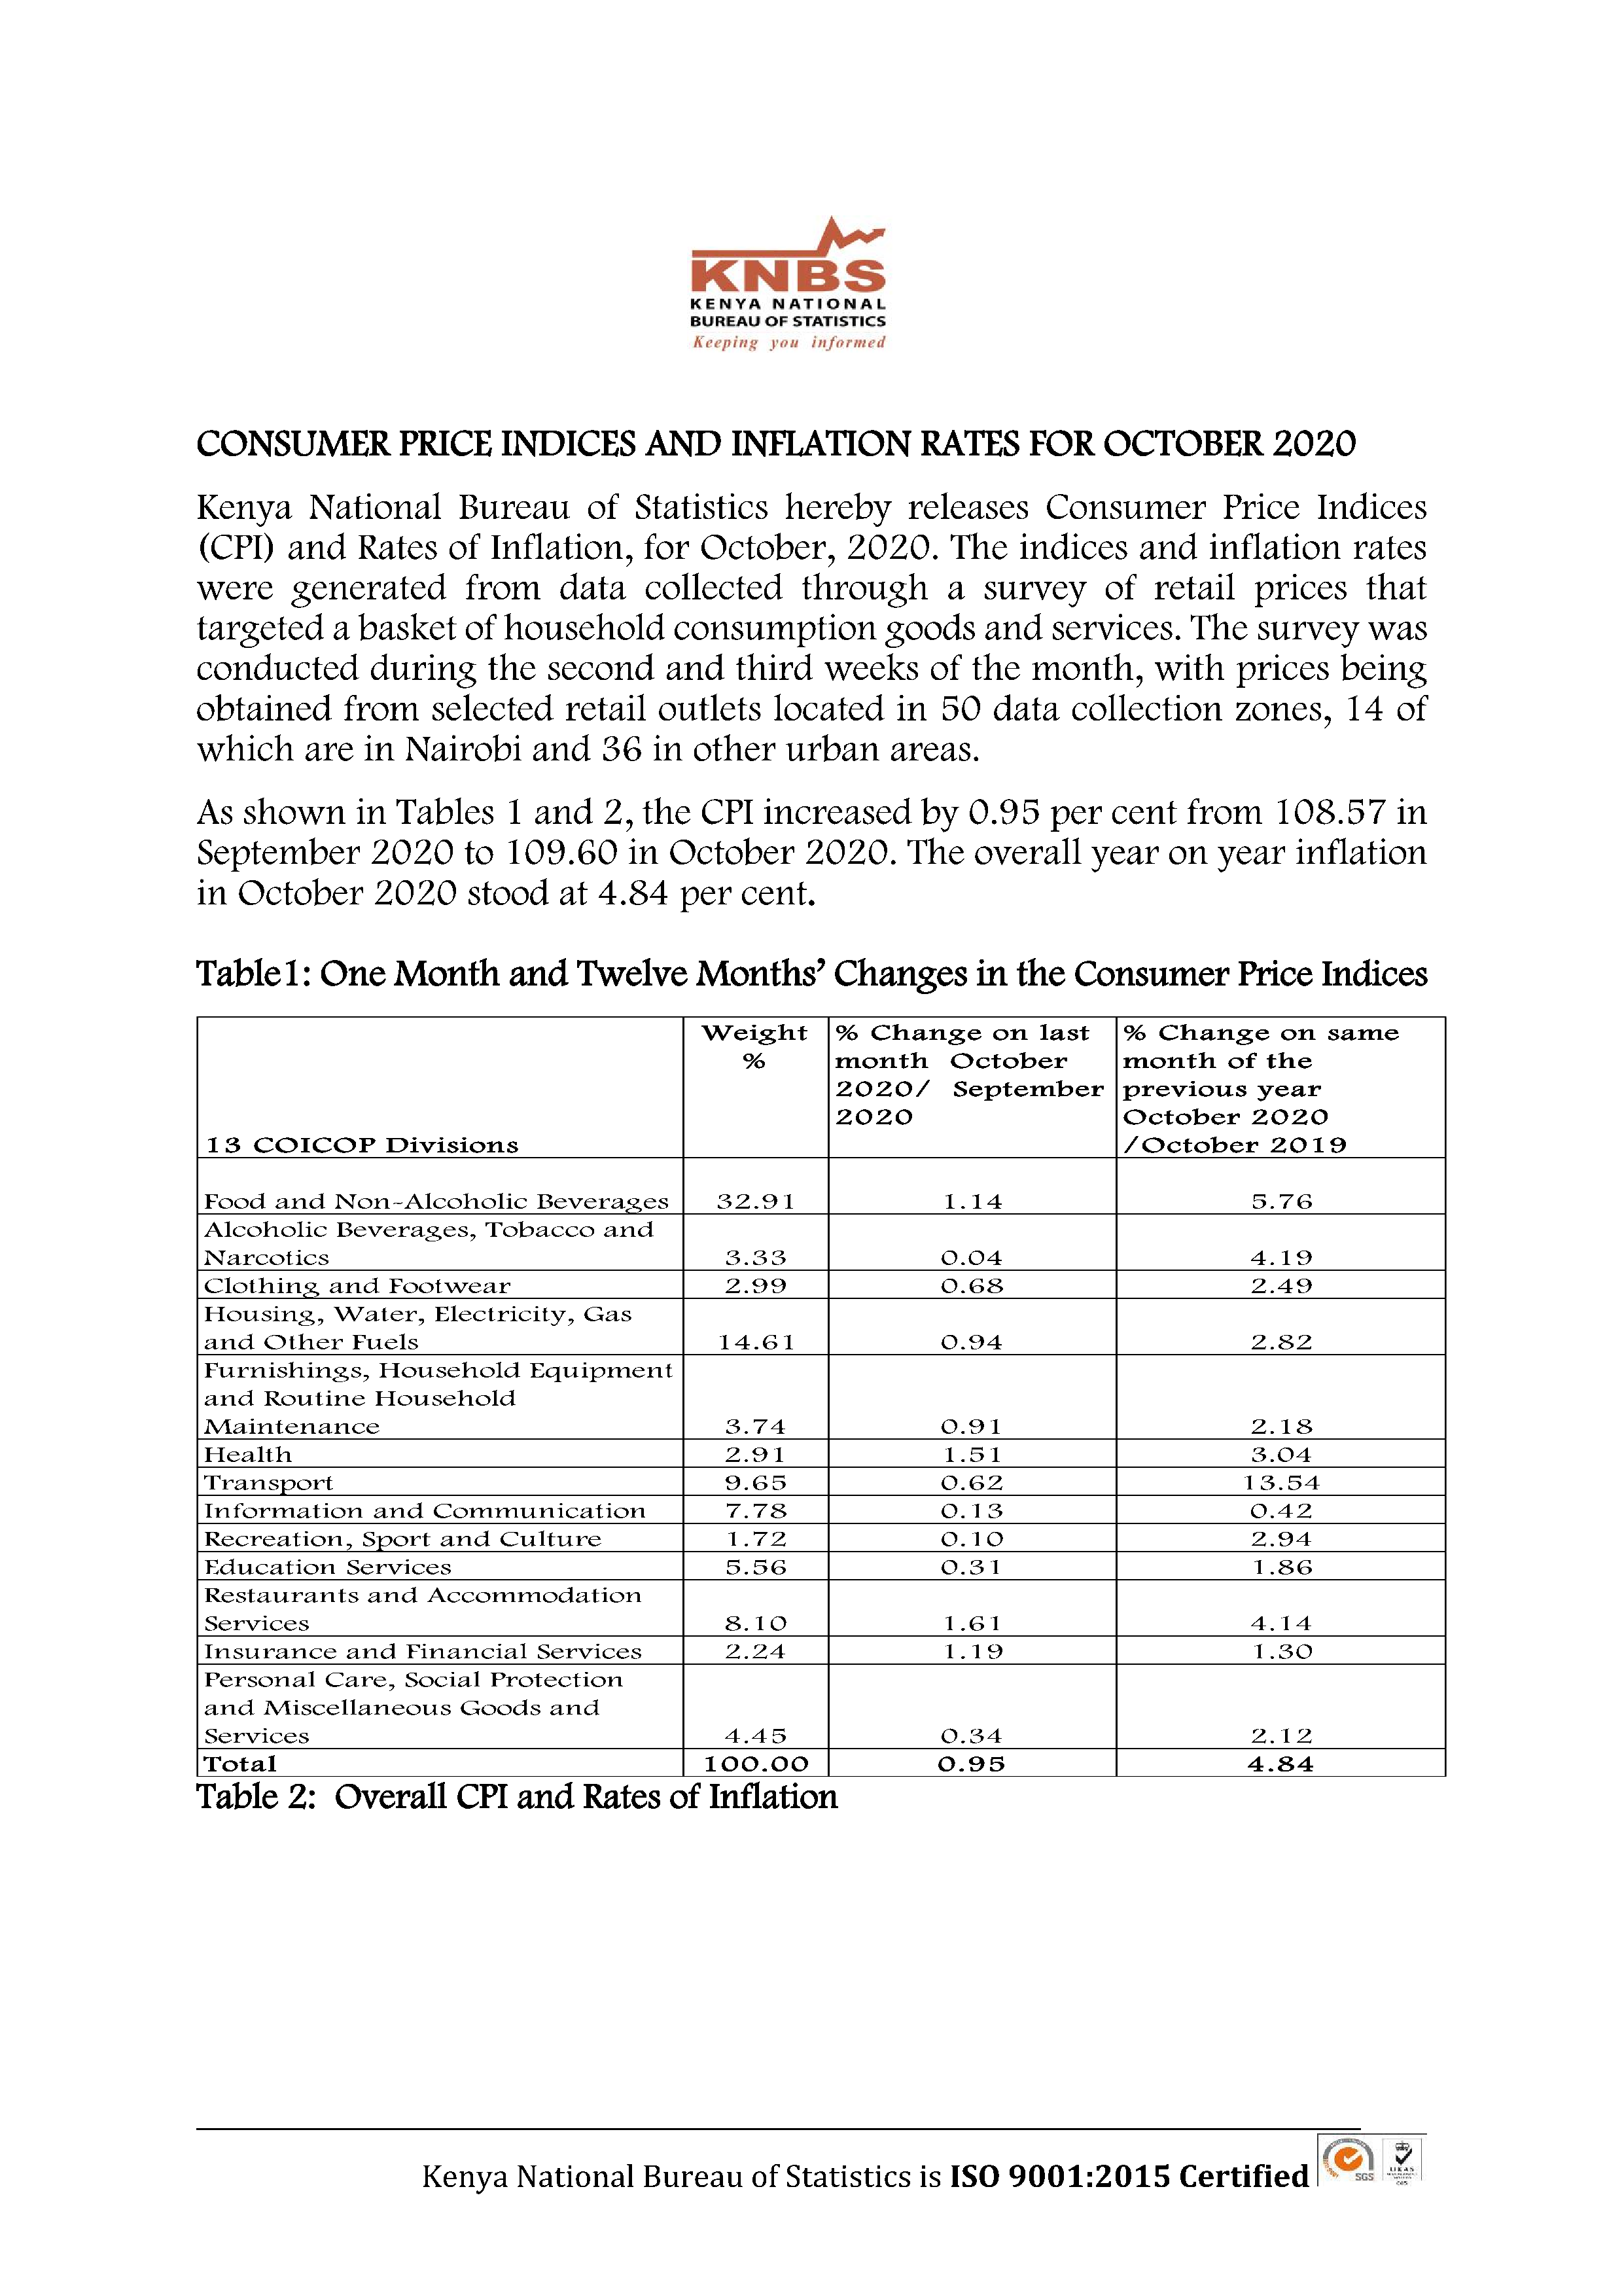 KNBS
KENYA NATIONAL
BUREAU OF STATISTICS
Keeping you informed
CONSUMER PRICE INDICES AND INFLATION RATES FOR OCTOBER 2020
Kenya National Bureau of Statistics hereby releases Consumer Price Indices
(CPI) and Rates of Inflation, for October, 2020. The indices and inflation rates
were generated from data collected through a survey of retail prices that
targeted a basket of household consumption goods and services. The survey was
conducted during the second and third weeks of the month, with prices being
obtained from selected retail outlets located in 50 data collection zones, 14 of
which are in Nairobi and 36 in other urban areas.
As shown in Tables 1 and 2, the CPI increased by 0.95 per cent from 108.57 in
September 2020 to 109.60 in October 2020. The overall year on year inflation
in October 2020 stood at 4.84 per cent.
Table1: One Month and Twelve Months’ Changes in the Consumer Price Indices
13 COICOP Divisions
Weight
%
% Change on last
month October
2020/ September
2020
% Change on same
month of the
previous year
October 2020
/October 2019
Food and Non-Alcoholic Beverages 32.91 1.14 5.76
Alcoholic Beverages, Tobacco and
Narcotics 3.33 0.04 4.19
Clothing and Footwear 2.99 0.68 2.49
Housing, Water, Electricity, Gas
and Other Fuels 14.61 0.94 2.82
Furnishings, Household Equipment
and Routine Household
Maintenance 3.74 0.91 2.18
Health 2.91 1.51 3.04
Transport 9.65 0.62 13.54
Information and Communication 7.78 0.13 0.42
Recreation, Sport and Culture 1.72 0.10 2.94
Education Services 5.56 0.31 1.86
Restaurants and Accommodation
Services 8.10 1.61 4.14
Insurance and Financial Services 2.24 1.19 1.30
Personal Care, Social Protection
and Miscellaneous Goods and
Services 4.45 0.34 2.12
Total 100.00 0.95 4.84
Table 2: Overall CPI and Rates of Inflation
Kenya National Bureau of Statistics is ISO 9001:2015 Certified
SGS
UKAS